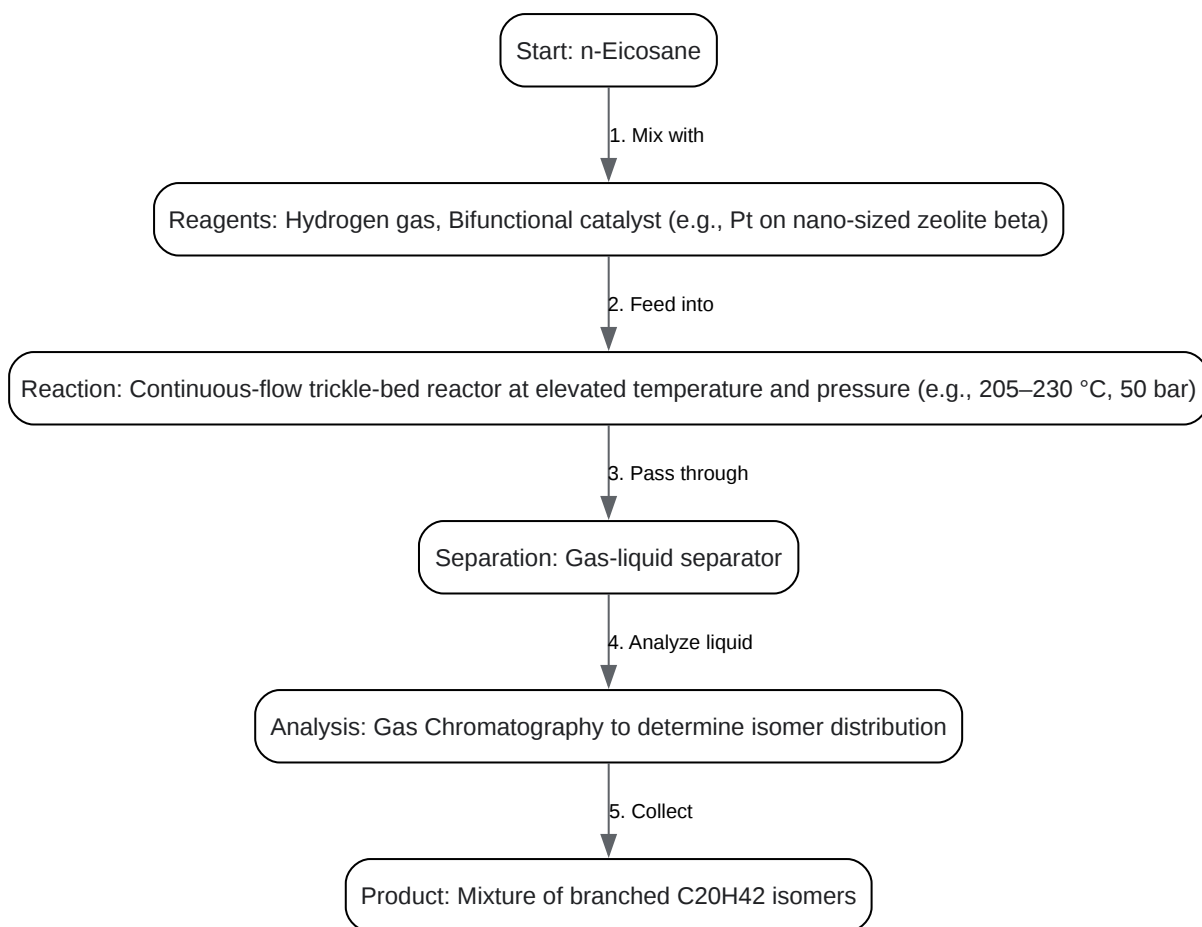 Start: n-Eicosane
1. Mix with
Reagents: Hydrogen gas, Bifunctional catalyst (e.g., Pt on nano-sized zeolite beta)
2. Feed into
Reaction: Continuous-flow trickle-bed reactor at elevated temperature and pressure (e.g., 205–230 °C, 50 bar)
3. Pass through
Separation: Gas-liquid separator
4. Analyze liquid
Analysis: Gas Chromatography to determine isomer distribution
5. Collect
Product: Mixture of branched C20H42 isomers